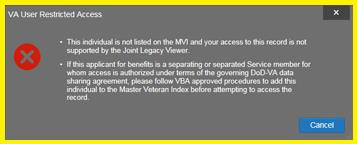 VA User Restricted Access
• This individual is not listed on the MVI and your access to this record is not
supported by the Joint Legacy Viewer.
• If this applicant for benefits is a separating or separated Service member for
whom access is authorized under terms of the governing DoD-VA data
sharing agreement, please follow VBA approved procedures to add this
individual to the Master Veteran Index before attempting to access the
record.
Cancel